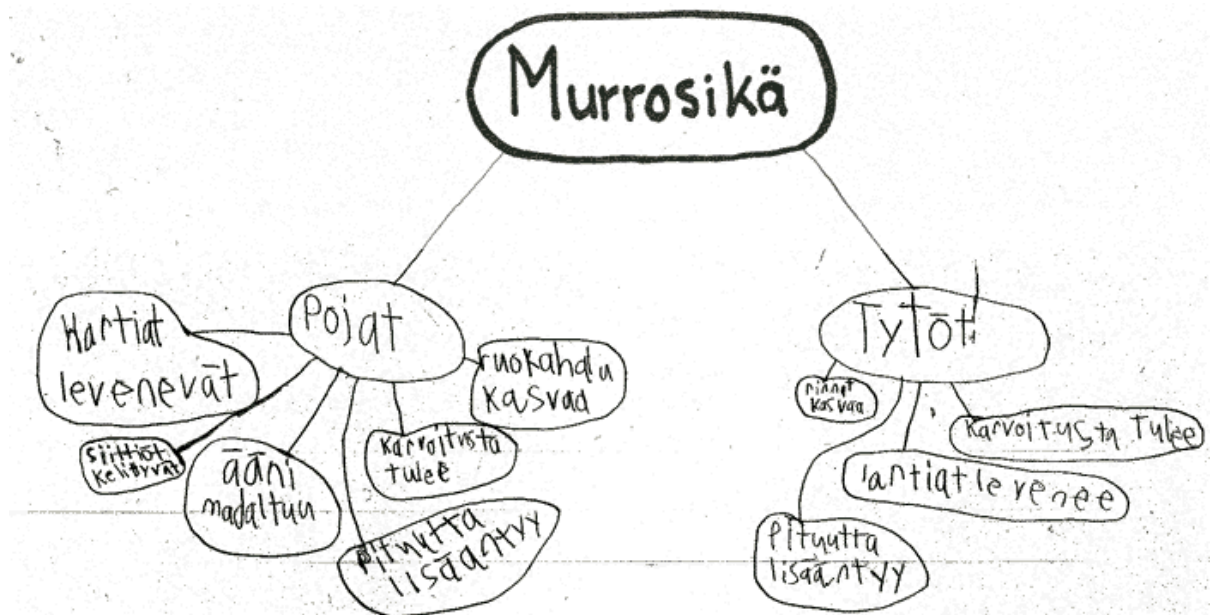 Murrosikä
Pojat
Hartiat
levenevät
siittiöt
kehittyvät
ääni
madaltuu
pituutta
lisääntyy
karvoitusta
tulee
ruokahalu
kasvaa
Tytöt
rinnat
kasvaa
pituutta
lisääntyy
lantiat levenee
karvoitusta Tulee